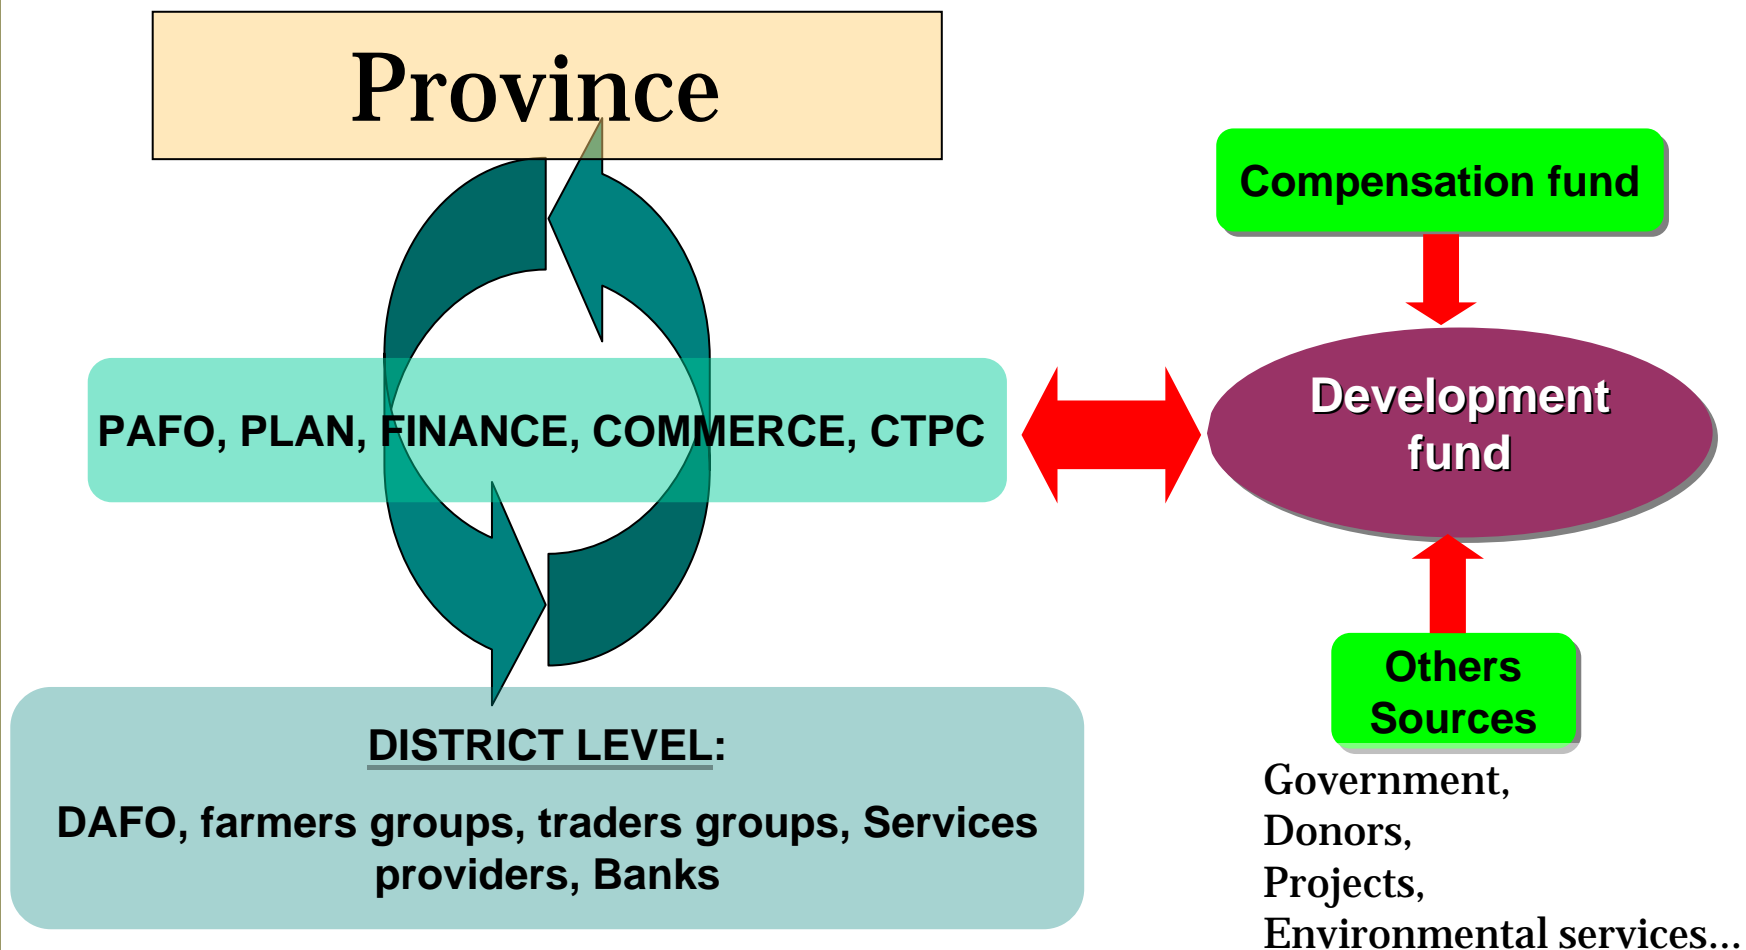 Province
Compensation fund
PAFO, PLAN, FINANCE, COMMERCE, CTPC
Development
fund
DISTRICT LEVEL:
DAFO, farmers groups, traders groups, Services
providers, Banks
Others
Sources
Government,
Donors,
Projects,
Environmental services...